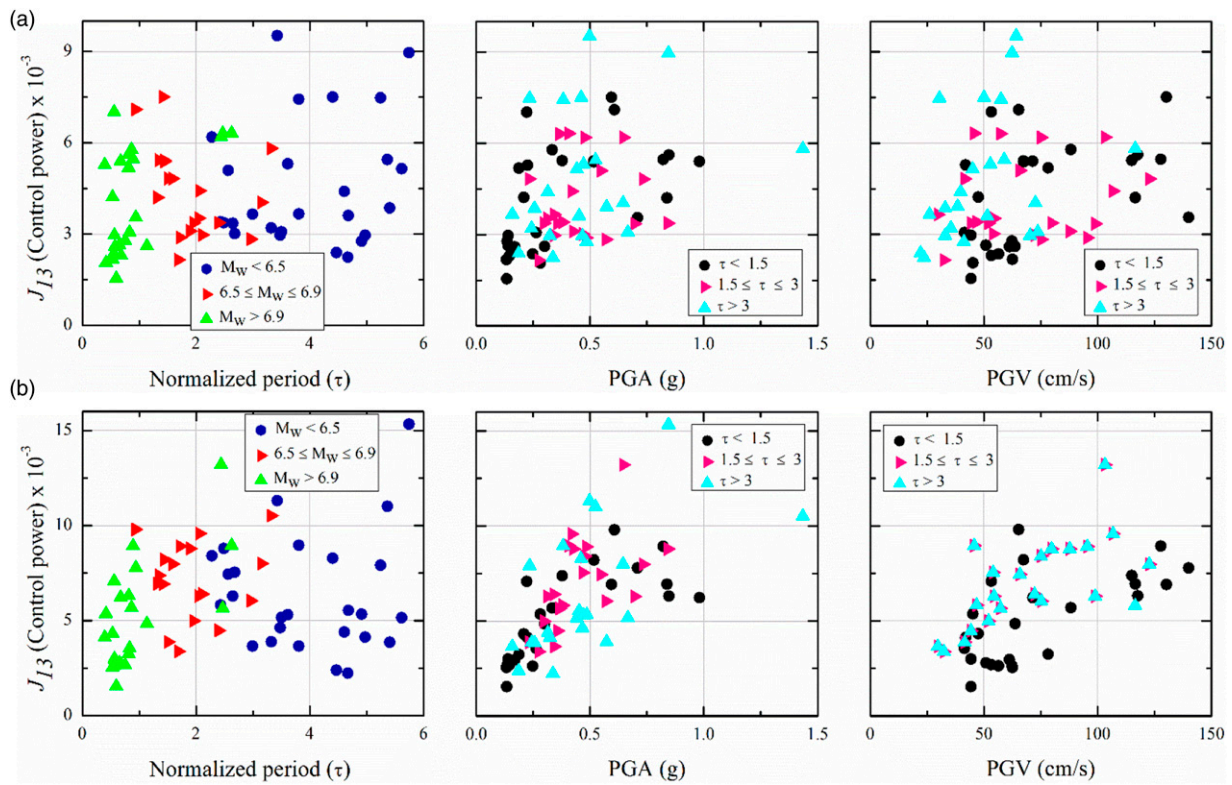 (a)
J13 (Control power) x 10-3
9
6
3
0
MW < 6.5
6.5 ≤ MW ≤ 6.9
MW > 6.9
0 2 4 6
Normalized period (τ)
τ < 1.5
1.5 ≤ τ ≤ 3
τ > 3
0.0 0.5 1.0 1.5
PGA (g)
τ < 1.5
1.5 ≤ τ ≤ 3
τ > 3
0 50 100 150
PGV (cm/s)
(b)
J13 (Control power) x 10-3
15
10
5
0
MW < 6.5
6.5 ≤ MW ≤ 6.9
MW > 6.9
0 2 4 6
Normalized period (τ)
τ < 1.5
1.5 ≤ τ ≤ 3
τ > 3
0.0 0.5 1.0 1.5
PGA (g)
τ < 1.5
1.5 ≤ τ ≤ 3
τ > 3
0 50 100 150
PGV (cm/s)